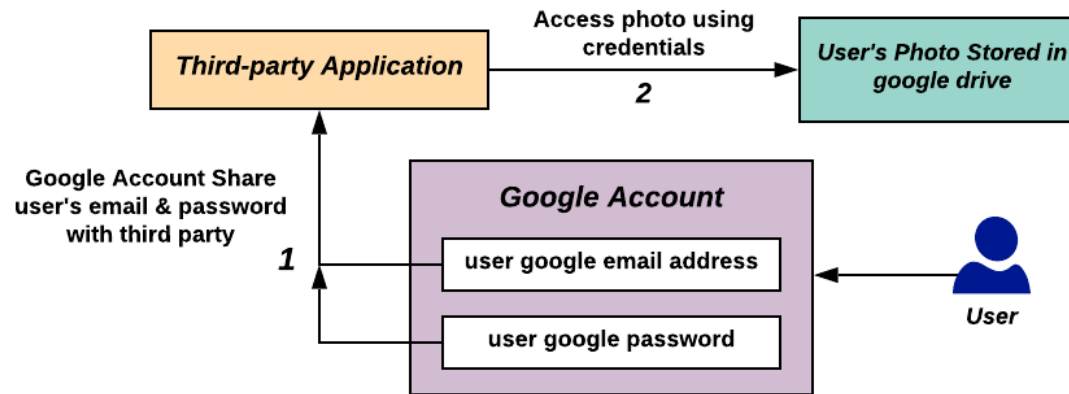 Access photo using
credentials
Third-party Application
2
User's Photo Stored in
google drive
Google Account Share
user's email & password
with third party
1
Google Account
user google email address
user google password
User